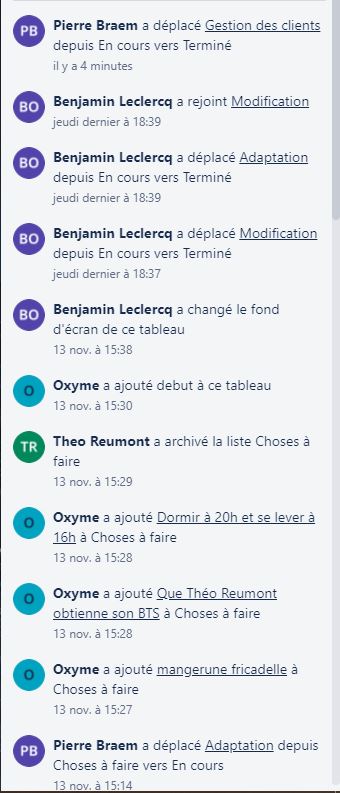 PB Pierre Braem a déplacé Gestion des clients
depuis En cours vers Terminé
il y a 4 minutes
BO Benjamin Leclercq a rejoint Modification
jeudi dernier à 18:39
BO Benjamin Leclercq a déplacé Adaptation
depuis En cours vers Terminé
jeudi dernier à 18:39
BO Benjamin Leclercq a déplacé Modification
depuis En cours vers Terminé
jeudi dernier à 18:37
BO Benjamin Leclercq a changé le fond
d'écran de ce tableau
13 nov. à 15:38
O Oxyme a ajouté debut à ce tableau
13 nov. à 15:30
TR Theo Reumont a archivé la liste Choses à
faire
13 nov. à 15:29
O Oxyme a ajouté Dormir à 20h et se lever à
16h à Choses à faire
13 nov. à 15:28
O Oxyme a ajouté Que Théo Reumont
obtienne son BTS à Choses à faire
13 nov. à 15:28
O Oxyme a ajouté mangerune fricadelle à
Choses à faire
13 nov. à 15:27
PB Pierre Braem a déplacé Adaptation depuis
Choses à faire vers En cours
13 nov. à 15:14